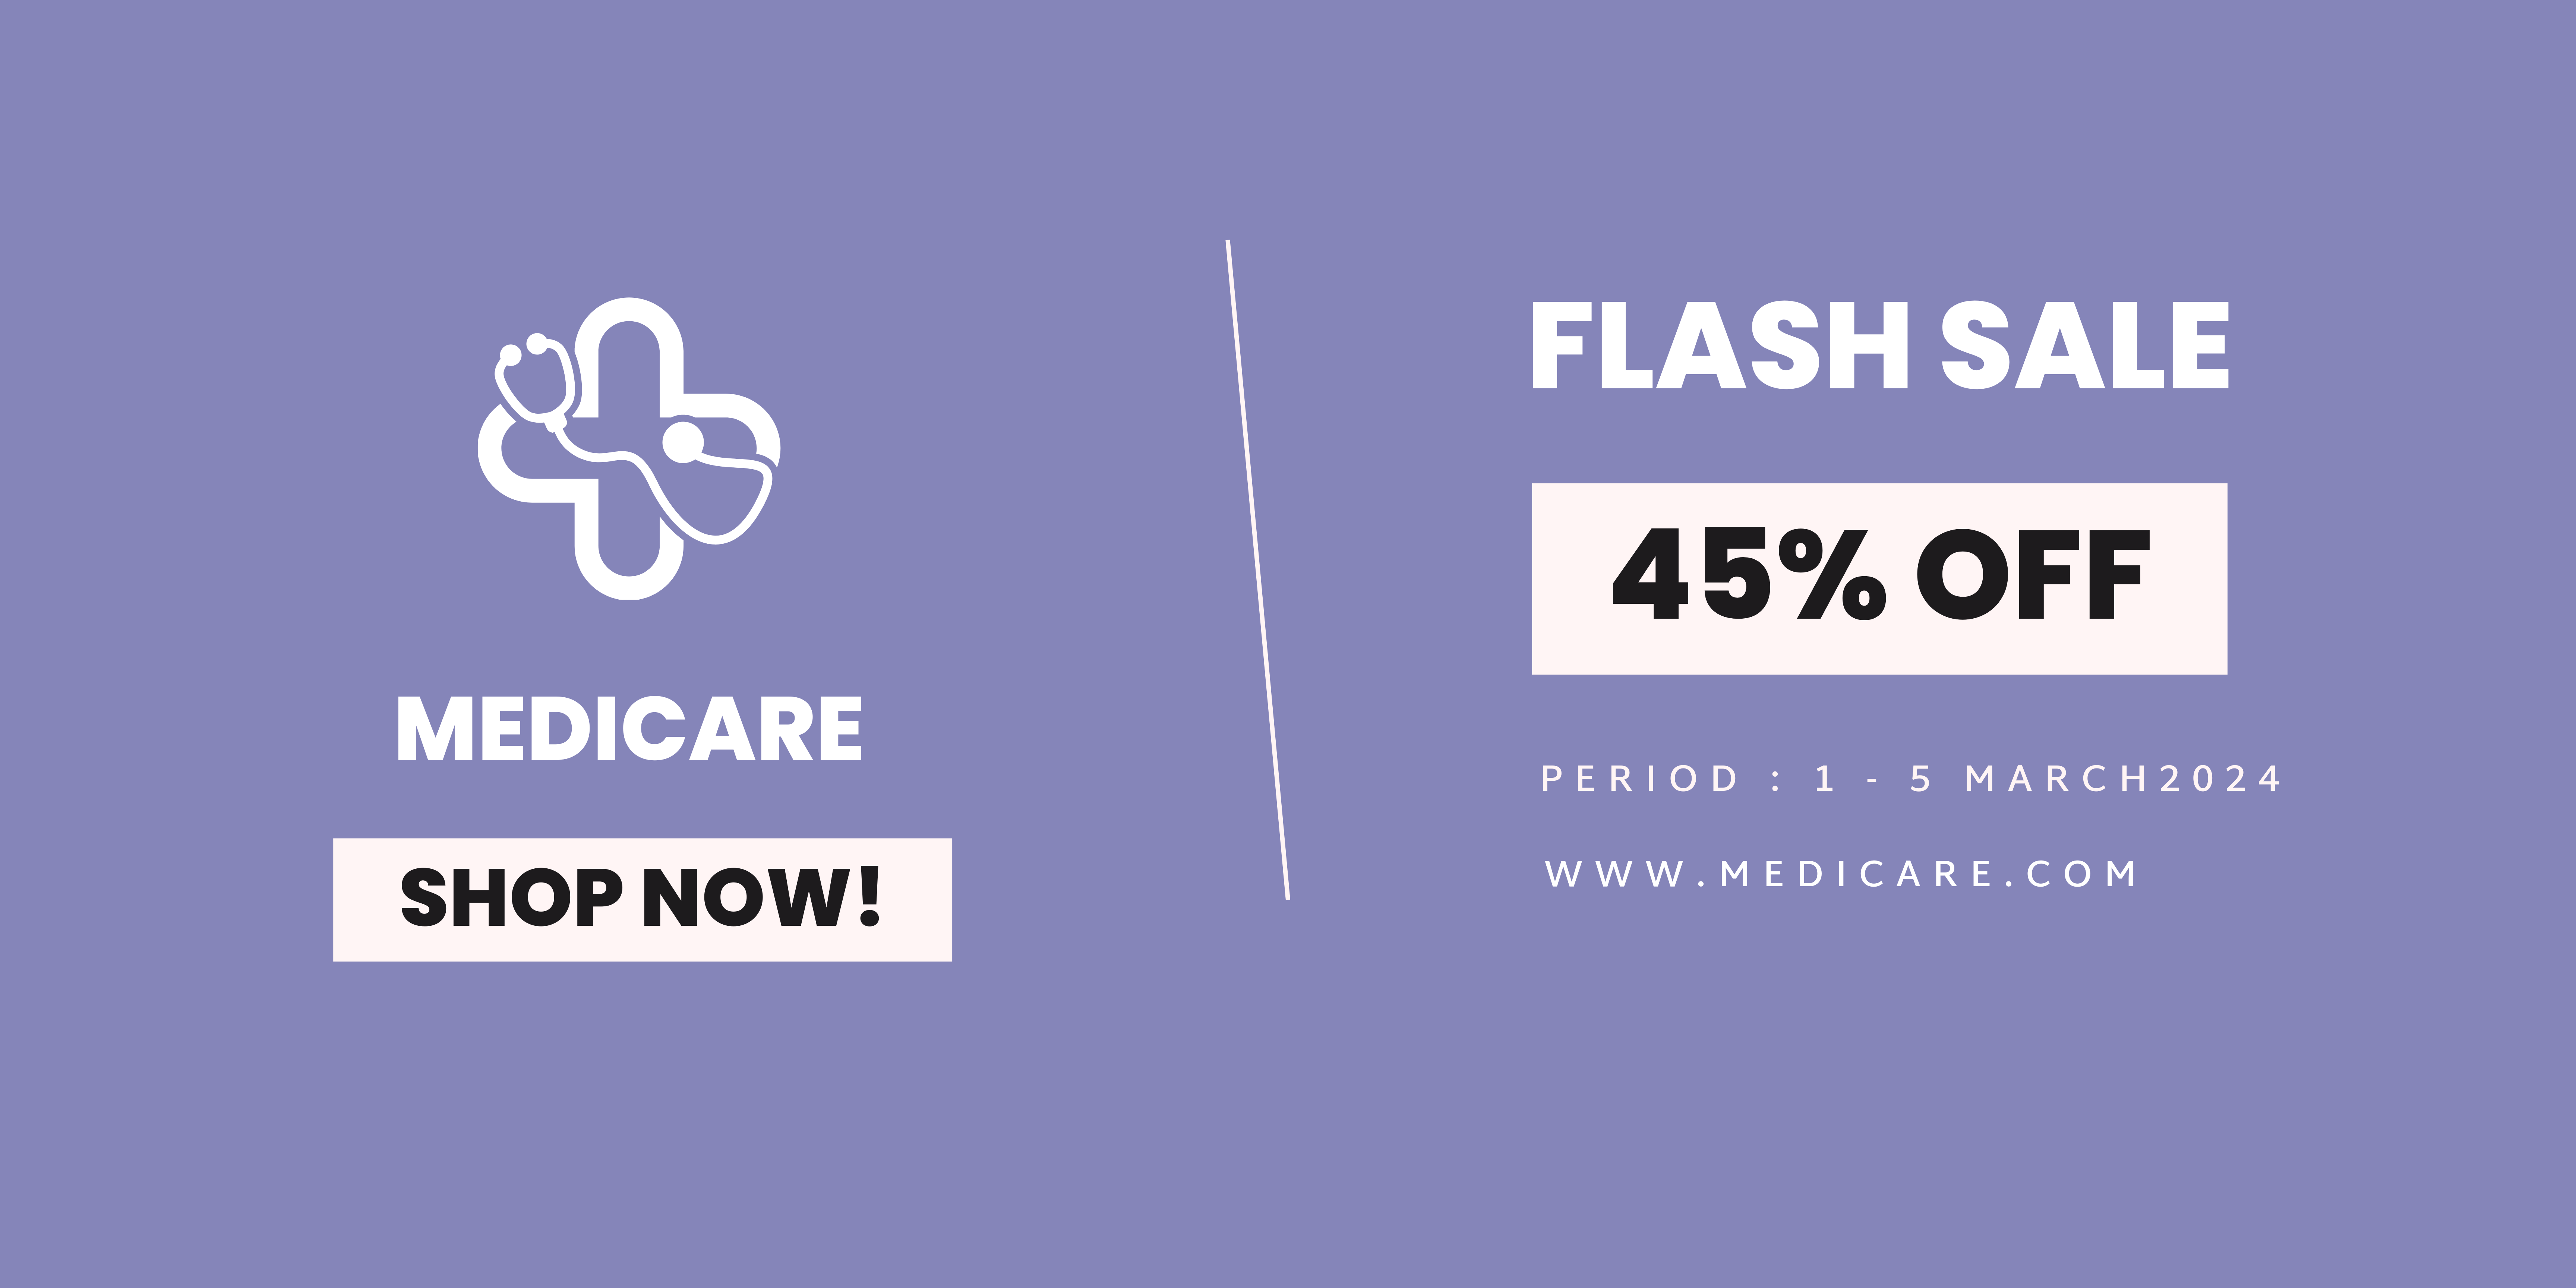 MEDICARE
SHOP NOW!
FLASH SALE
45% OFF
PERIOD : 1 - 5 MARCH2024
WWW.MEDICARE.COM